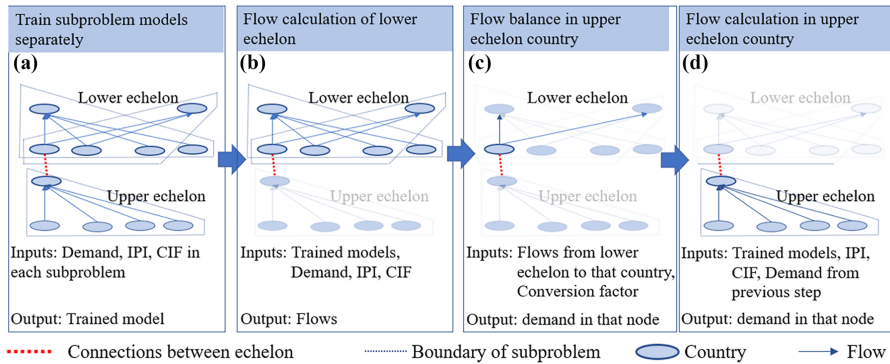 Train subproblem models
separately
(a)
Lower echelon
Upper echelon
Inputs: Demand, IPI, CIF in
each subproblem
Output: Trained model
Flow calculation of lower
echelon
(b)
Lower echelon
Upper echelon
Inputs: Trained models,
Demand, IPI, CIF
Output: Flows
Flow balance in upper
echelon country
(c)
Lower echelon
Upper echelon
Inputs: Flows from lower
echelon to that country,
Conversion factor
Output: demand in that node
Flow calculation in upper
echelon country
(d)
Lower echelon
Upper echelon
Inputs: Trained models, IPI,
CIF, Demand from
previous step
Output: demand in that node
Connections between echelon
Boundary of subproblem
Country
Flow